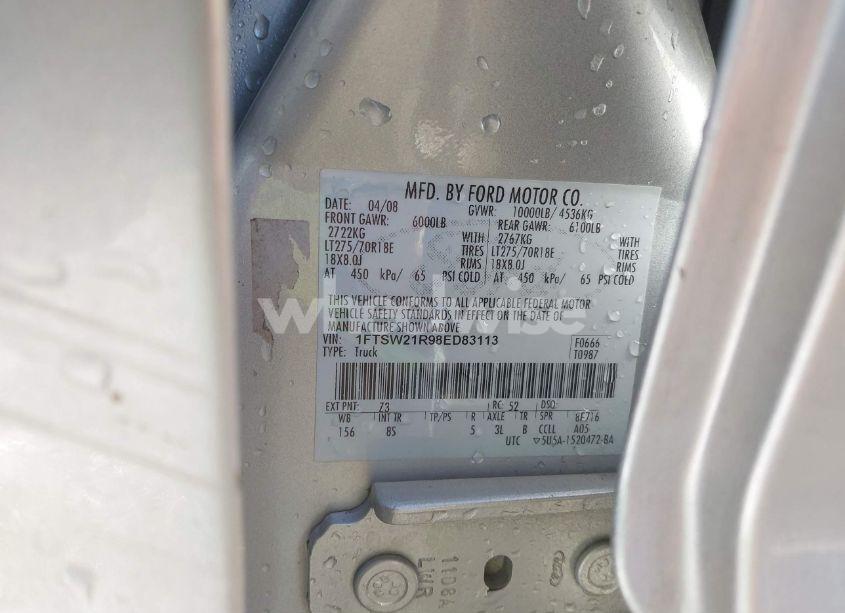 MFD. BY FORD MOTOR CO.
DATE: 04/08 GVWR: 10000LB/ 4536KG
FRONT GAWR: 6000LB REAR GAWR: 6100LB
2722KG WITH 2767KG WITH
LT275/70R18E TIRES LT275/70R18E TIRES
18X8.0J RIMS 18X8.0J RIMS
AT 450 kPa/ 65 PSI COLD AT 450 kPa/ 65 PSI COLD
THIS VEHICLE CONFORMS TO ALL APPLICABLE FEDERAL MOTOR
VEHICLE SAFETY STANDARDS IN EFFECT ON THE DATE OF
MANUFACTURE SHOWN ABOVE
VIN: 1FTSW21R98ED83113 F0666
TYPE: Truck T0987
EXT PNT: Z3 RC: 52 DSO:
WB INT TR TP/PS R AXLE TR SPR 8F716
156 8S 5 3L B CCLL A05
UTC ▽5U5A-1520472-BA
1108A
LWR